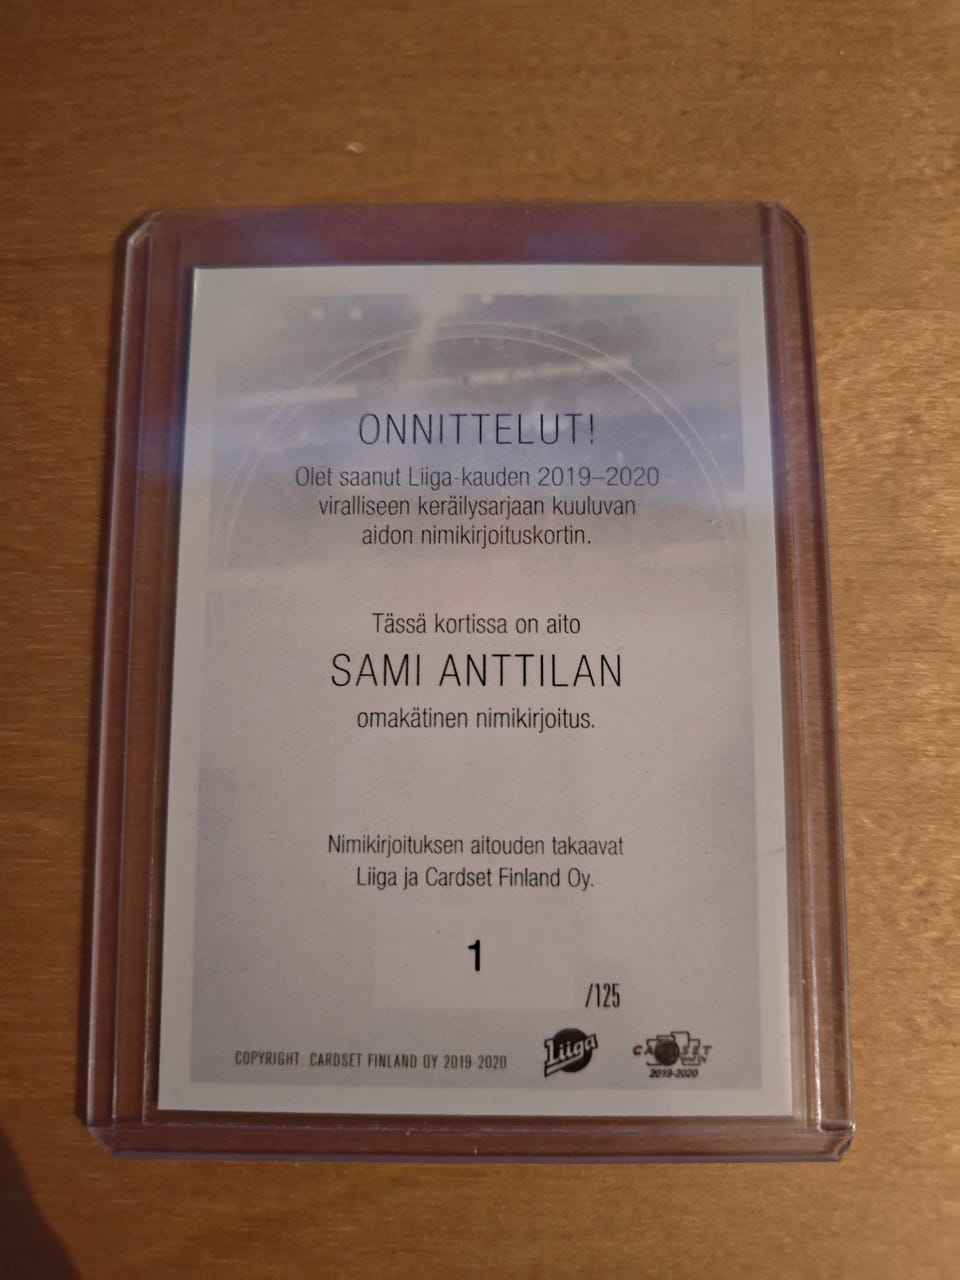 ONNITTELUT!
Olet saanut Liiga-kauden 2019–2020
viralliseen keräilysarjaan kuuluvan
aidon nimikirjoituskortin.
Tässä kortissa on aito
SAMI ANTTILAN
omakätinen nimikirjoitus.
Nimikirjoituksen aitouden takaavat
Liiga ja Cardset Finland Oy.
1
/125
COPYRIGHT: CARDSET FINLAND OY 2019-2020
Liiga
CARDSET
2019-2020